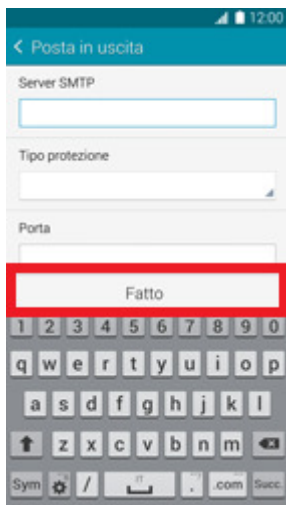 12:00
< Posta in uscita
Server SMTP
Tipo protezione
Porta
Fatto
1 2 3 4 5 6 7 8 9 0
q w e r t y u i o p
a s d f g h j k l
z x c v b n m
Sym / IT . .com Succ.